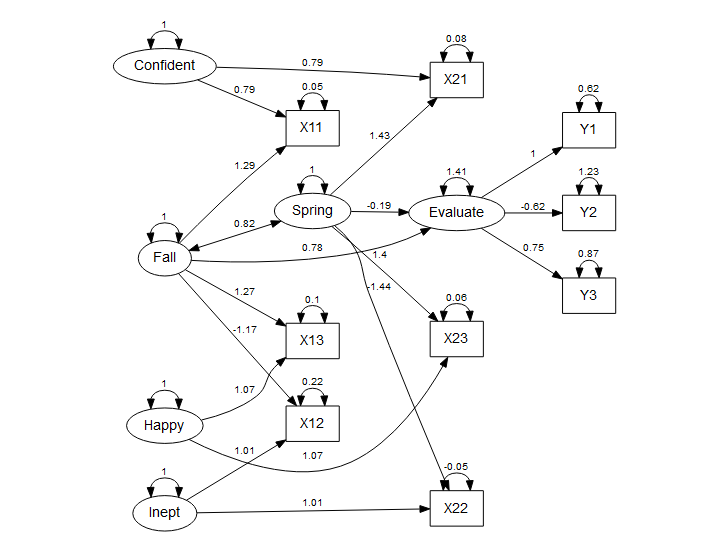 1
0.08
Confident
0.79
X21
0.79
0.05
0.62
X11
1.43
Y1
1
1.29
1
1.41
1.23
1
Spring
-0.19
Evaluate
-0.62
Y2
0.82
Fall
0.78
1.4
0.75
0.87
-1.44
Y3
1.27
0.1
0.06
-1.17
X13
X23
1
0.22
1.07
Happy
X12
1.01
1.07
1
-0.05
Inept
1.01
X22